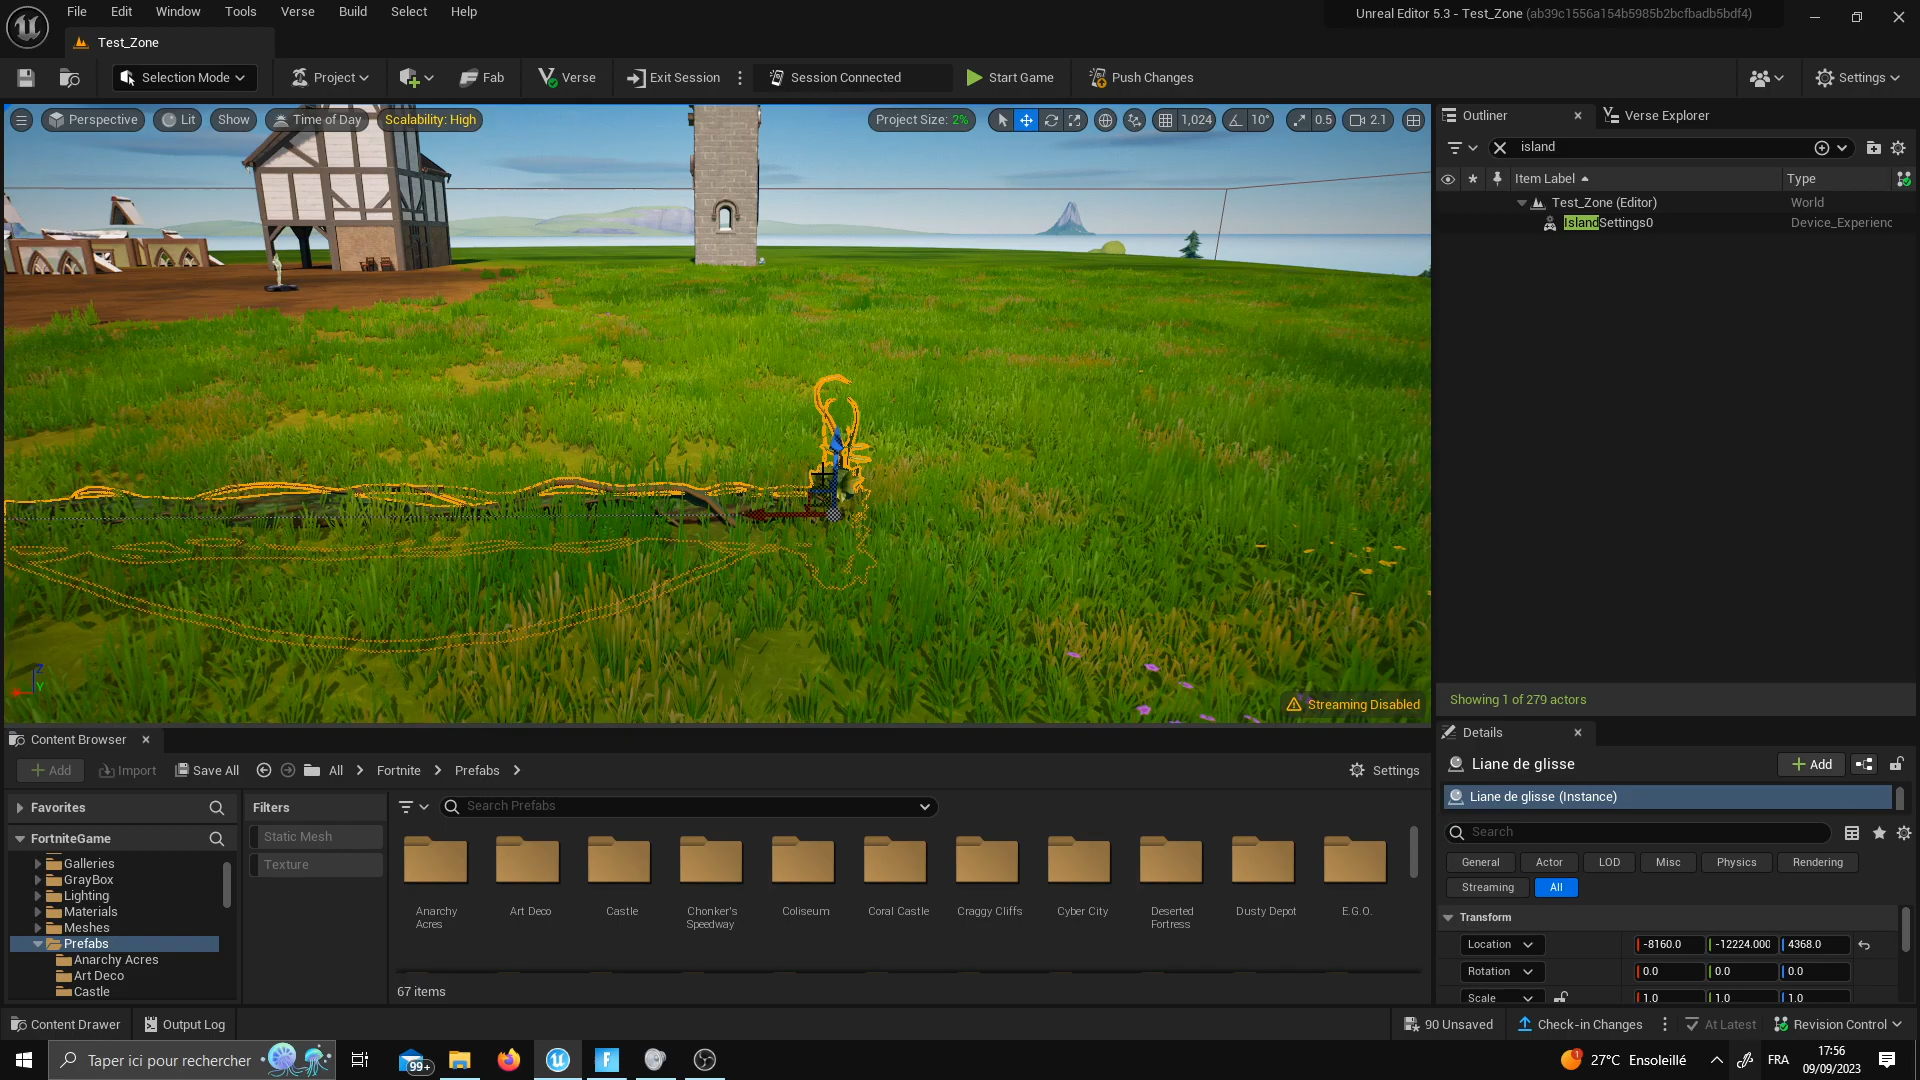 File Edit Window Tools Verse Build Select Help
Unreal Editor 5.3 - Test_Zone (ab39c1556a154b5985b2bcfbadb5bdf4)
Test_Zone
Selection Mode Project Fab Verse Exit Session Session Connected Start Game Push Changes Settings
Perspective Lit Show Time of Day Scalability: High Project Size: 2% 1,024 10° 0.5 2.1
Outliner Verse Explorer
island
Item Label Type
Test_Zone (Editor) World
IslandSettings0 Device_Experienc
Z
Y
Streaming Disabled
Showing 1 of 279 actors
Content Browser
Add Import Save All All Fortnite Prefabs Settings
Favorites
FortniteGame
Galleries
GrayBox
Lighting
Materials
Meshes
Prefabs
Anarchy Acres
Art Deco
Castle
Filters
Static Mesh
Texture
Search Prefabs
Anarchy Acres
Art Deco
Castle
Chonker's Speedway
Coliseum
Coral Castle
Craggy Cliffs
Cyber City
Deserted Fortress
Dusty Depot
E.G.O.
67 items
Details
Liane de glisse Add
Liane de glisse (Instance)
Search
General Actor LOD Misc Physics Rendering
Streaming All
Transform
Location -8160.0 -12224.000 4368.0
Rotation 0.0 0.0 0.0
Scale 1.0 1.0 1.0
Content Drawer Output Log 90 Unsaved Check-in Changes At Latest Revision Control
Taper ici pour rechercher 99+ 1 27°C Ensoleillé FRA 17:56
09/09/2023